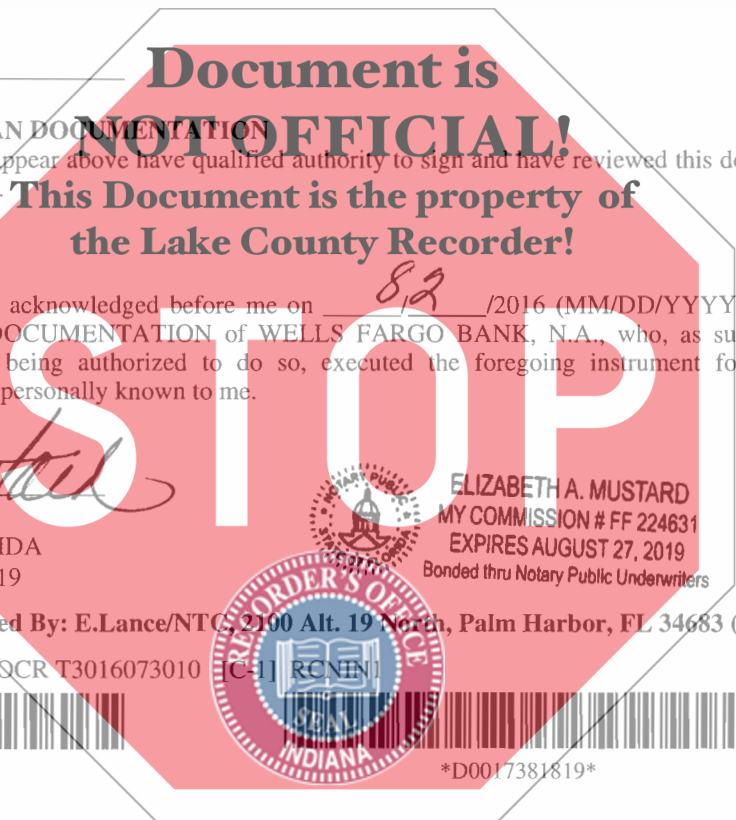 Document is
AN DOCUMENTATION
NOT OFFICIAL!
ppear above have qualified authority to sign and have reviewed this
This Document is the property of
the Lake County Recorder!
acknowledged before me on 8/2/2016 (MM/DD/YYYY
DOCUMENTATION of WELLS FARGO BANK, N.A., who, as su
being authorized to do so, executed the foregoing instrument fo
personally known to me.
STOP
NOTARY PUBLIC
STATE OF FLORIDA
ELIZABETH A. MUSTARD
MY COMMISSION # FF 224631
EXPIRES AUGUST 27, 2019
Bonded thru Notary Public Underwriters
IDA
19
ed By: E.Lance/NTC, 2100 Alt. 19 North, Palm Harbor, FL 34683 (
OCR T3016073010 [C-1] RCNIN1
RECORDER'S OFFICE
SEAL
INDIANA
*D0017381819*